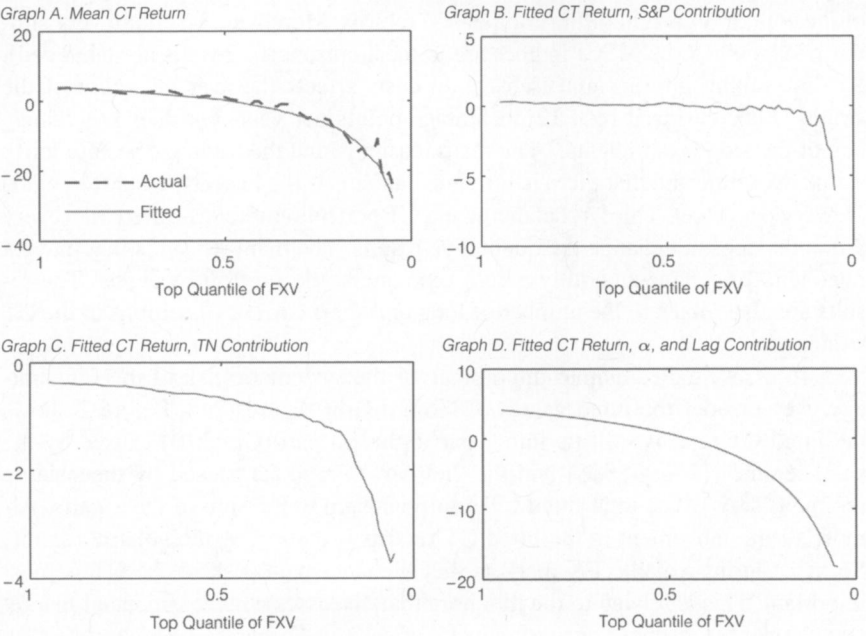 Graph A. Mean CT Return
20
0
−20
−40
Actual
Fitted
1
0.5
0
Top Quantile of FXV
Graph B. Fitted CT Return, S&P Contribution
5
0
−5
−10
1
0.5
0
Top Quantile of FXV
Graph C. Fitted CT Return, TN Contribution
0
−2
−4
1
0.5
0
Top Quantile of FXV
Graph D. Fitted CT Return, α, and Lag Contribution
10
0
−10
−20
1
0.5
0
Top Quantile of FXV